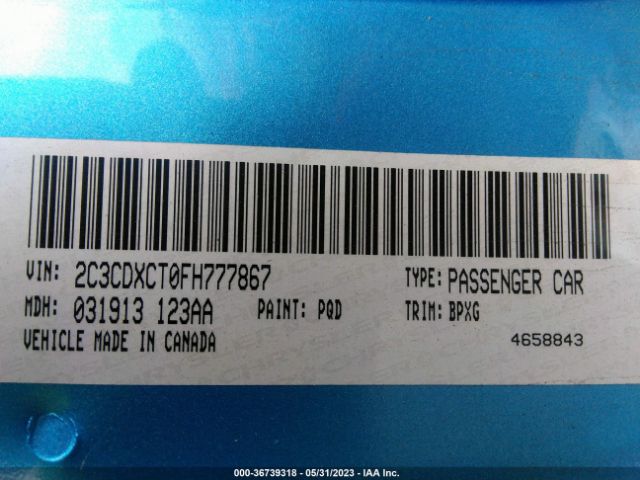 VIN: 2C3CDXCT0FH777867 TYPE: PASSENGER CAR
MDH: 031913 123AA PAINT: PQD TRIM: BPXG
VEHICLE MADE IN CANADA 4658843
000-36739318 - 05/31/2023 - IAA Inc.